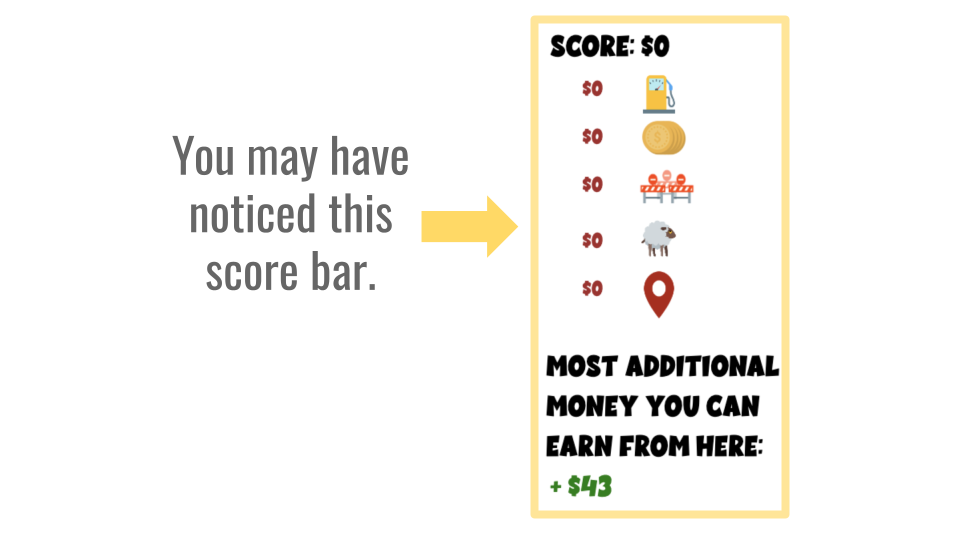 You may have
noticed this
score bar.
SCORE: $0
$0
$0
$0
$0
$0
MOST ADDITIONAL
MONEY YOU CAN
EARN FROM HERE:
+ $43